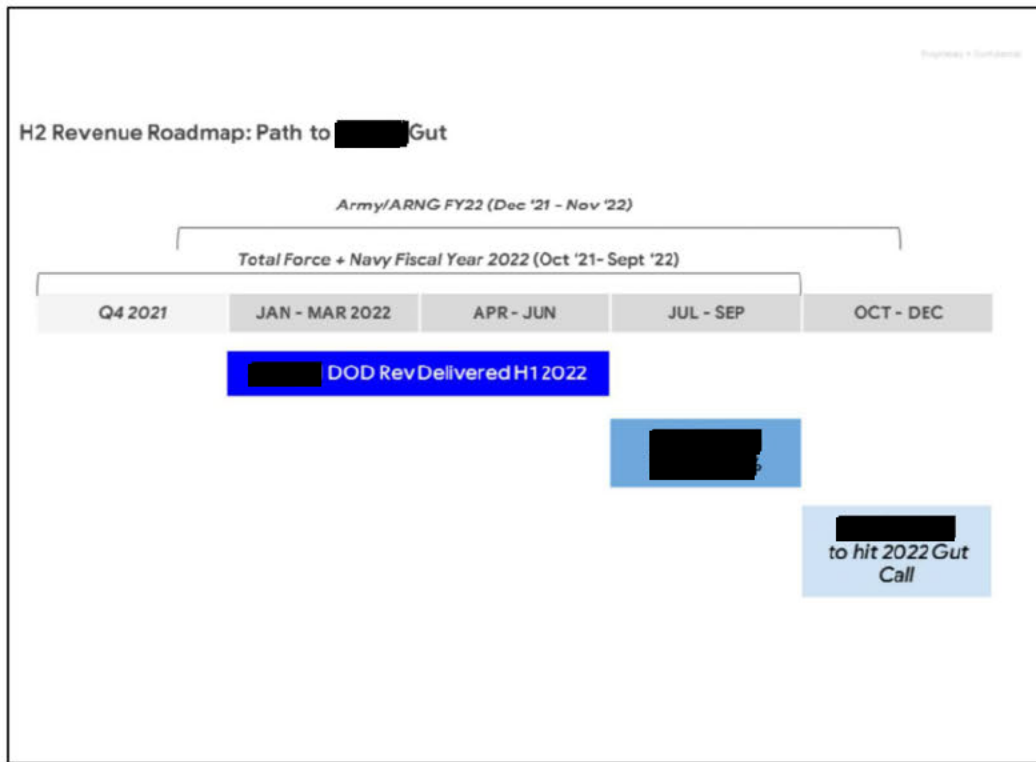 Proprietary + Confidential
H2 Revenue Roadmap: Path to Gut
Army/ARNG FY22 (Dec '21 - Nov '22)
Total Force + Navy Fiscal Year 2022 (Oct '21- Sept '22)
Q4 2021
JAN - MAR 2022
APR - JUN
JUL - SEP
OCT - DEC
DOD Rev Delivered H1 2022
to hit 2022 Gut
Call